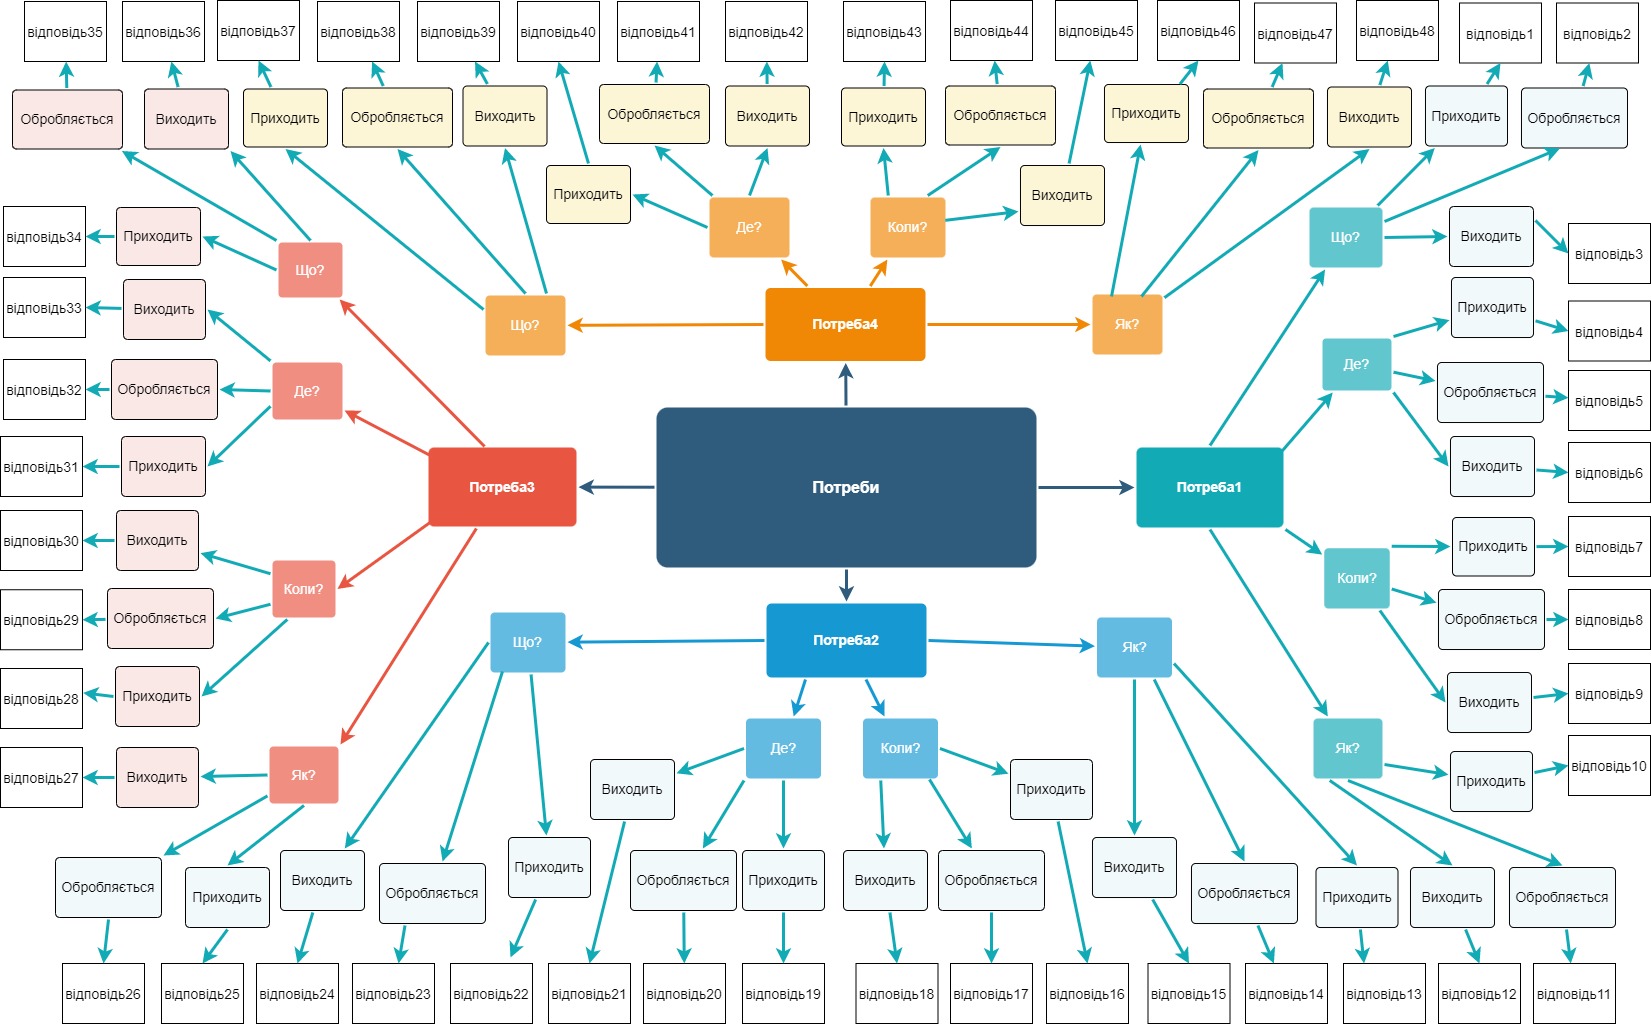 відповідь35
відповідь36
відповідь37
відповідь38
відповідь39
відповідь40
відповідь41
відповідь42
відповідь43
відповідь44
відповідь45
відповідь46
відповідь47
відповідь48
відповідь1
відповідь2
Обробляється
Виходить
Приходить
Обробляється
Виходить
Обробляється
Виходить
Приходить
Обробляється
Приходить
Обробляється
Виходить
Приходить
Обробляється
Приходить
Виходить
відповідь34
Приходить
Що?
Де?
Коли?
Що?
Виходить
відповідь3
відповідь33
Виходить
Що?
Потреба4
Як?
Приходить
відповідь4
відповідь32
Обробляється
Де?
Де?
Обробляється
відповідь5
відповідь31
Приходить
Виходить
відповідь6
Потреба3
Потреби
Потреба1
відповідь30
Виходить
Приходить
відповідь7
Коли?
Коли?
відповідь29
Обробляється
Обробляється
відповідь8
Що?
Потреба2
Як?
відповідь28
Приходить
Виходить
відповідь9
відповідь27
Виходить
Як?
Де?
Коли?
Як?
Приходить
відповідь10
Виходить
Приходить
Обробляється
Приходить
Виходить
Обробляється
Приходить
Обробляється
Приходить
Виходить
Обробляється
Виходить
Обробляється
Приходить
Виходить
Обробляється
відповідь26
відповідь25
відповідь24
відповідь23
відповідь22
відповідь21
відповідь20
відповідь19
відповідь18
відповідь17
відповідь16
відповідь15
відповідь14
відповідь13
відповідь12
відповідь11